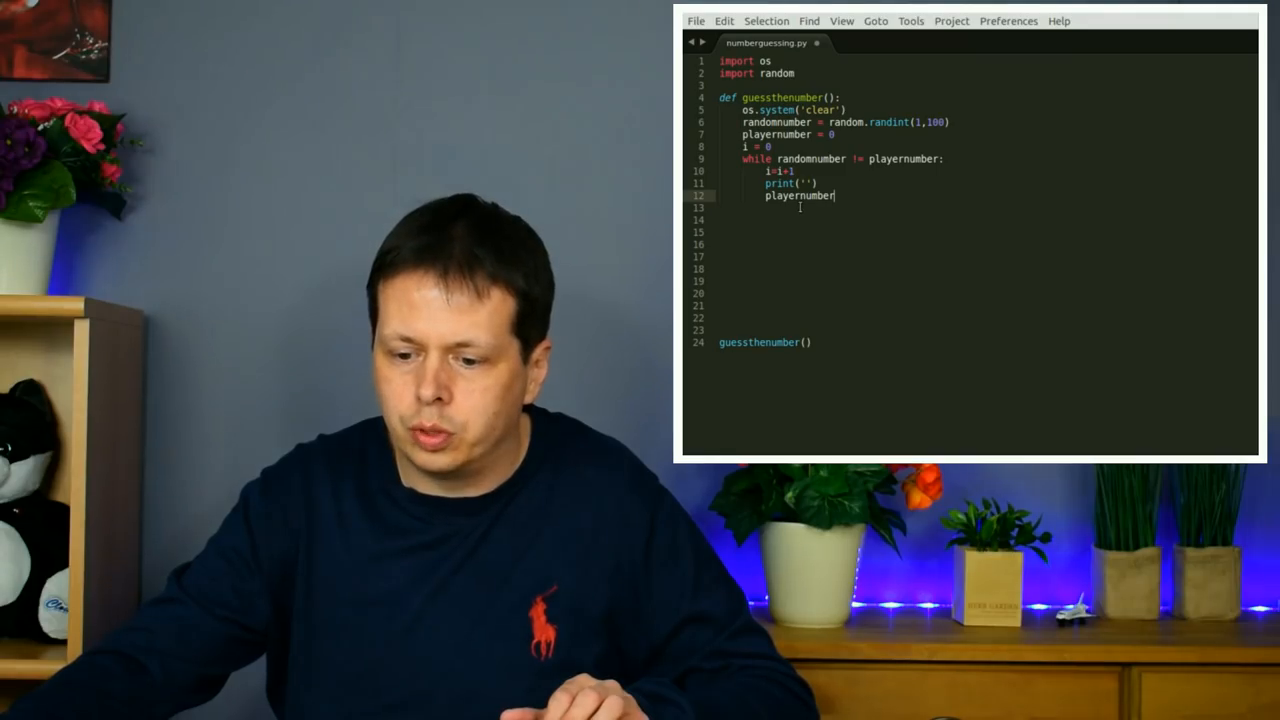 File Edit Selection Find View Goto Tools Project Preferences Help
numberguessing.py
1 import os
2 import random
3
4 def guessthenumber():
5 os.system('clear')
6 randomnumber = random.randint(1,100)
7 playernumber = 0
8 i = 0
9 while randomnumber != playernumber:
10 i=i+1
11 print('')
12 playernumber
13
14
15
16
17
18
19
20
21
22
23
24 guessthenumber()
HERB GARDEN